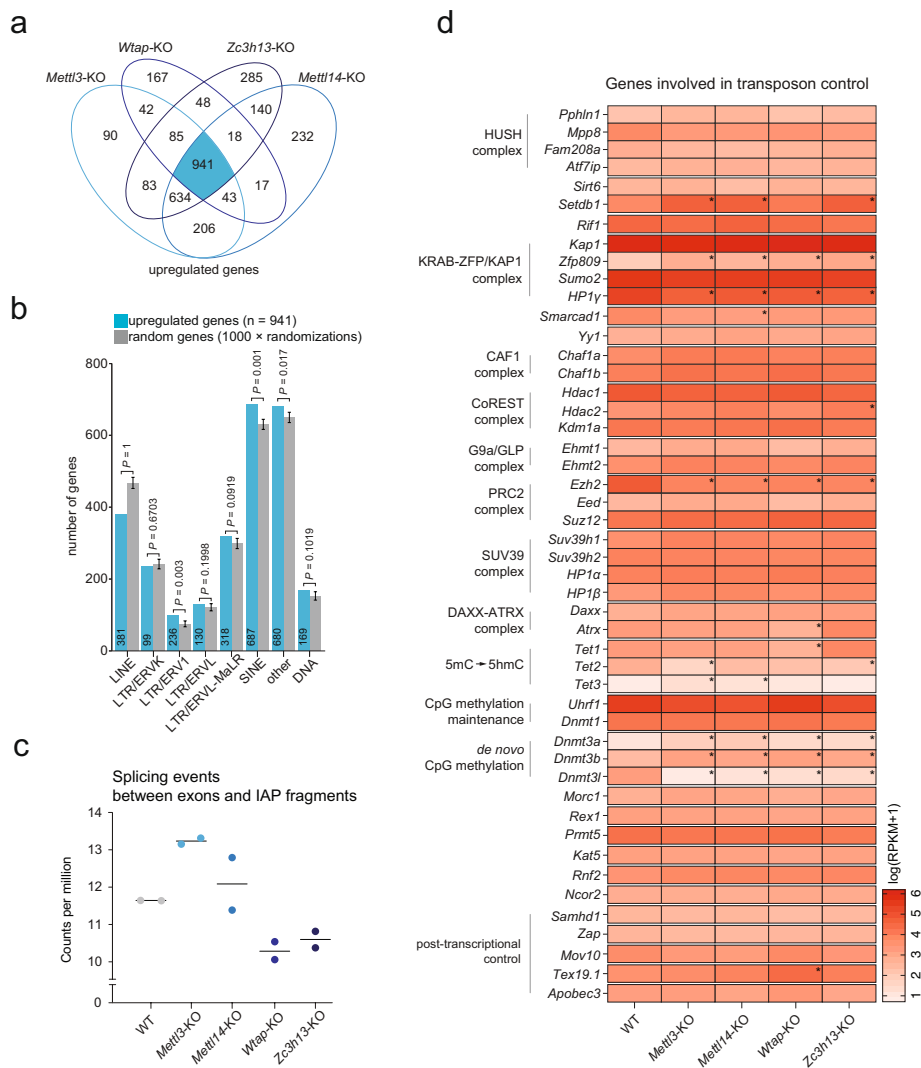 a
Wtap-KO
Zc3h13-KO
Mettl3-KO
Mettl14-KO
167
285
42
48
140
90
85
18
232
941
83
634
43
17
206
upregulated genes
b
upregulated genes (n = 941)
random genes (1000 × randomizations)
number of genes
800
600
400
200
0
P = 1
P = 0.6703
P = 0.003
P = 0.1998
P = 0.0919
P = 0.001
P = 0.017
P = 0.1019
381
99
236
130
318
687
680
169
LINE
LTR/ERVK
LTR/ERV1
LTR/ERVL
LTR/ERVL-MaLR
SINE
other
DNA
c
Splicing events
between exons and IAP fragments
Counts per million
14
13
12
11
10
0
WT
Mettl3-KO
Mettl14-KO
Wtap-KO
Zc3h13-KO
d
Genes involved in transposon control
HUSH
complex
Pphln1
Mpp8
Fam208a
Atf7ip
Sirt6
Setdb1 * * *
Rif1
KRAB-ZFP/KAP1
complex
Kap1
Zfp809 * * * *
Sumo2
HP1γ * * * *
Smarcad1 *
Yy1
CAF1
complex
Chaf1a
Chaf1b
CoREST
complex
Hdac1
Hdac2 *
Kdm1a
G9a/GLP
complex
Ehmt1
Ehmt2
PRC2
complex
Ezh2 * * * *
Eed
Suz12
SUV39
complex
Suv39h1
Suv39h2
HP1α
HP1β
DAXX-ATRX
complex
Daxx
Atrx *
5mC → 5hmC
Tet1 *
Tet2 * *
Tet3 * *
CpG methylation
maintenance
Uhrf1
Dnmt1
de novo
CpG methylation
Dnmt3a * * * *
Dnmt3b * * * *
Dnmt3l * * * *
Morc1
Rex1
Prmt5
Kat5
Rnf2
Ncor2
post-transcriptional
control
Samhd1
Zap
Mov10
Tex19.1 *
Apobec3
WT
Mettl3-KO
Mettl14-KO
Wtap-KO
Zc3h13-KO
log(RPKM+1)
1 2 3 4 5 6